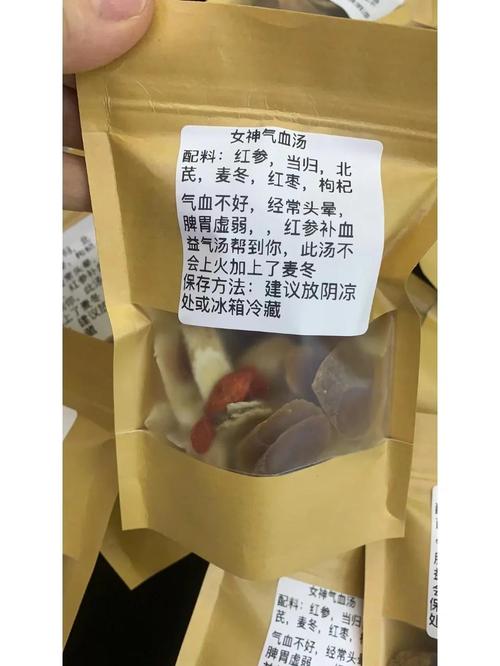 女神气血汤
配料：红参，当归，北
芪，麦冬，红枣，枸杞
气血不好，经常头晕，
脾胃虚弱，，红参补血
益气汤帮到你，此汤不
会上火加上了麦冬
保存方法：建议放阴凉
处或冰箱冷藏
女神气血汤
配料：红参，当归，
芪，麦冬，红枣，枸
气血不好，经常头晕
脾胃虚弱，，红参